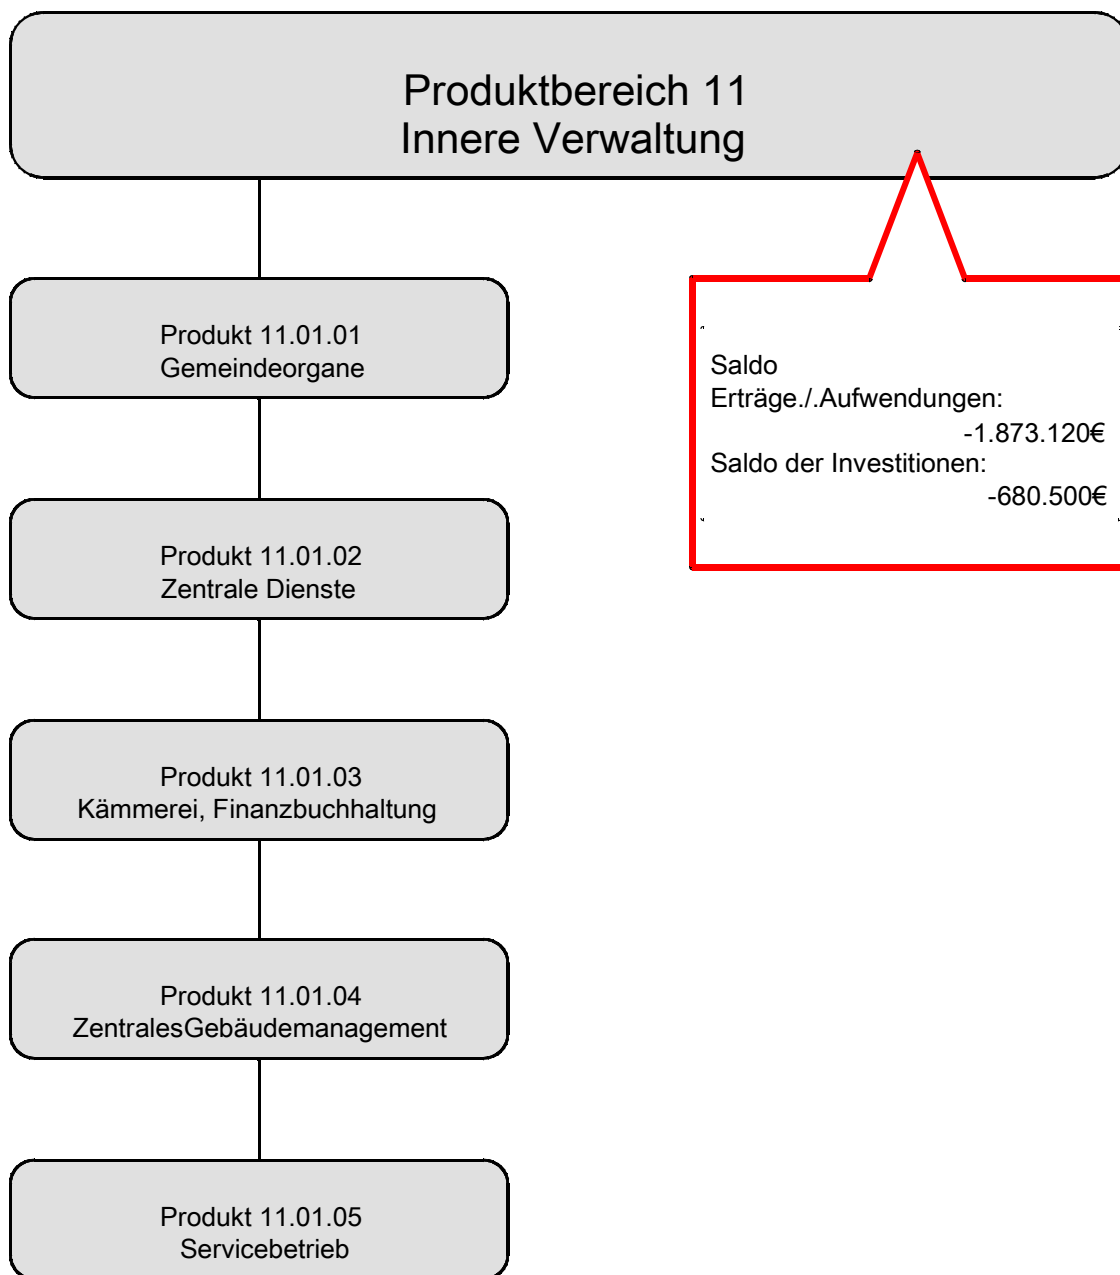 Produktbereich 11
Innere Verwaltung
Produkt 11.01.01
Gemeindeorgane
Saldo
Erträge./.Aufwendungen:
-1.873.120€
Saldo der Investitionen:
-680.500€
Produkt 11.01.02
Zentrale Dienste
Produkt 11.01.03
Kämmerei, Finanzbuchhaltung
Produkt 11.01.04
ZentralesGebäudemanagement
Produkt 11.01.05
Servicebetrieb